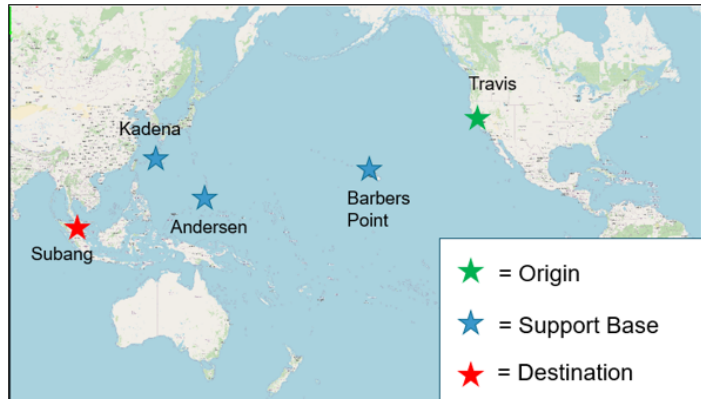 Travis
Kadena
Barbers
Point
Andersen
Subang
= Origin
= Support Base
= Destination